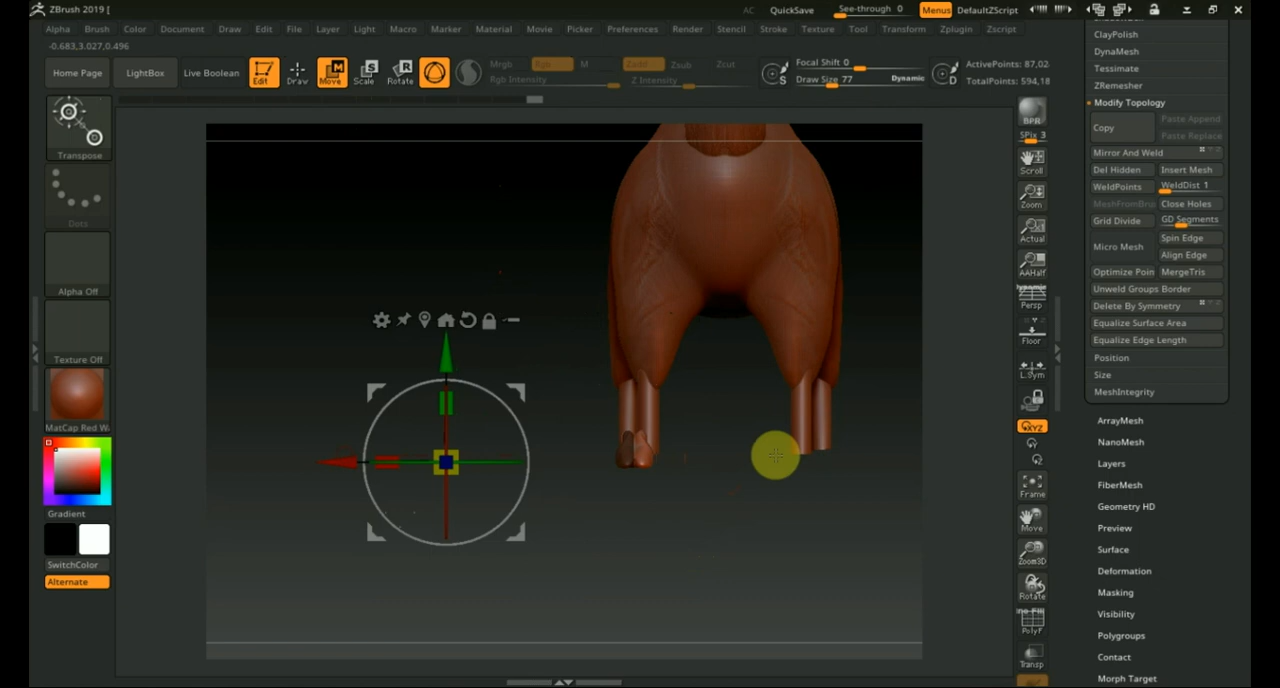 ZBrush 2019 [
AC QuickSave See-through 0 Menus DefaultZScript
Alpha Brush Color Document Draw Edit File Layer Light Macro Marker Material Movie Picker Preferences Render Stencil Stroke Texture Tool Transform Zplugin Zscript
-0.683,3.027,0.496
Home Page LightBox Live Boolean Edit Draw Move Scale Rotate
Mrgb Rgb M Zadd Zsub Zcut
Rgb Intensity Z Intensity
Focal Shift 0
Draw Size 77 Dynamic
ActivePoints: 87,02
TotalPoints: 594,18
Transpose
Dots
Alpha Off
Texture Off
MatCap Red W
Gradient
SwitchColor
Alternate
BPR
SPix 3
Scroll
Zoom
Actual
AAHalf
Dynamic
Persp
Floor
L.Sym
XYZ
Frame
Move
Zoom3D
Rotate
PolyF
Transp
ClayPolish
DynaMesh
Tessimate
ZRemesher
Modify Topology
Copy Paste Append
Paste Replace
Mirror And Weld
Del Hidden Insert Mesh
WeldPoints WeldDist 1
MeshFromBru Close Holes
Grid Divide GD Segments
Micro Mesh Spin Edge
Align Edge
Optimize Poin MergeTris
Unweld Groups Border
Delete By Symmetry
Equalize Surface Area
Equalize Edge Length
Position
Size
MeshIntegrity
ArrayMesh
NanoMesh
Layers
FiberMesh
Geometry HD
Preview
Surface
Deformation
Masking
Visibility
Polygroups
Contact
Morph Target